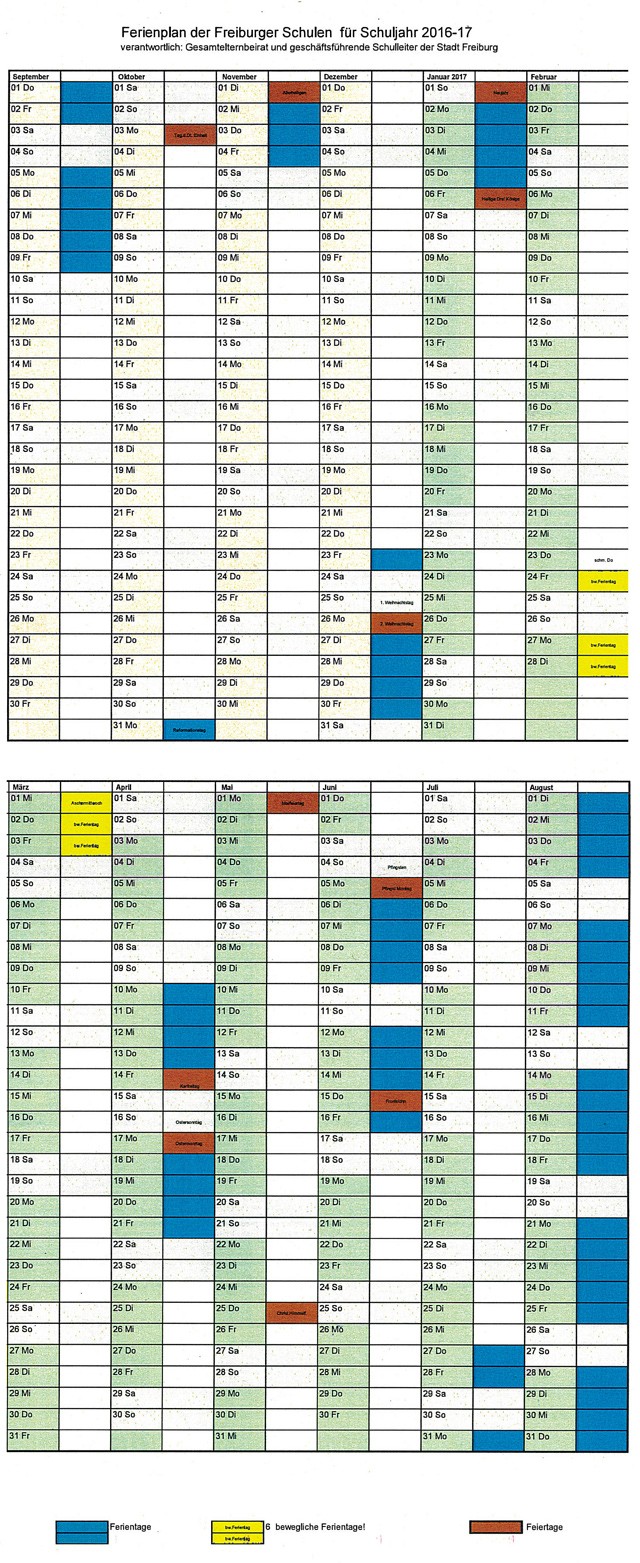 Ferienplan der Freiburger Schulen für Schuljahr 2016-17
verantwortlich: Gesamtelternbeirat und geschäftsführende Schulleiter der Stadt Freiburg
September Oktober November Dezember Januar 2017 Februar
01 Do 01 Sa 01 Di Allerheiligen 01 Do 01 So Neujahr 01 Mi
02 Fr 02 So 02 Mi 02 Fr 02 Mo 02 Do
03 Sa 03 Mo Tag d.Dt. Einheit 03 Do 03 Sa 03 Di 03 Fr
04 So 04 Di 04 Fr 04 So 04 Mi 04 Sa
05 Mo 05 Mi 05 Sa 05 Mo 05 Do 05 So
06 Di 06 Do 06 So 06 Di 06 Fr Heilige Drei Könige 06 Mo
07 Mi 07 Fr 07 Mo 07 Mi 07 Sa 07 Di
08 Do 08 Sa 08 Di 08 Do 08 So 08 Mi
09 Fr 09 So 09 Mi 09 Fr 09 Mo 09 Do
10 Sa 10 Mo 10 Do 10 Sa 10 Di 10 Fr
11 So 11 Di 11 Fr 11 So 11 Mi 11 Sa
12 Mo 12 Mi 12 Sa 12 Mo 12 Do 12 So
13 Di 13 Do 13 So 13 Di 13 Fr 13 Mo
14 Mi 14 Fr 14 Mo 14 Mi 14 Sa 14 Di
15 Do 15 Sa 15 Di 15 Do 15 So 15 Mi
16 Fr 16 So 16 Mi 16 Fr 16 Mo 16 Do
17 Sa 17 Mo 17 Do 17 Sa 17 Di 17 Fr
18 So 18 Di 18 Fr 18 So 18 Mi 18 Sa
19 Mo 19 Mi 19 Sa 19 Mo 19 Do 19 So
20 Di 20 Do 20 So 20 Di 20 Fr 20 Mo
21 Mi 21 Fr 21 Mo 21 Mi 21 Sa 21 Di
22 Do 22 Sa 22 Di 22 Do 22 So 22 Mi
23 Fr 23 So 23 Mi 23 Fr 23 Mo 23 Do schm. Do
24 Sa 24 Mo 24 Do 24 Sa 24 Di 24 Fr bw.Ferientag
25 So 25 Di 25 Fr 25 So 1. Weihnachtstag 25 Mi 25 Sa
26 Mo 26 Mi 26 Sa 26 Mo 2. Weihnachtstag 26 Do 26 So
27 Di 27 Do 27 So 27 Di 27 Fr 27 Mo bw.Ferientag
28 Mi 28 Fr 28 Mo 28 Mi 28 Sa 28 Di bw.Ferientag
29 Do 29 Sa 29 Di 29 Do 29 So
30 Fr 30 So 30 Mi 30 Fr 30 Mo
31 Mo Reformationstag 31 Sa 31 Di
März April Mai Juni Juli August
01 Mi Aschermittwoch 01 Sa 01 Mo Maifeiertag 01 Do 01 Sa 01 Di
02 Do bw.Ferientag 02 So 02 Di 02 Fr 02 So 02 Mi
03 Fr bw.Ferientag 03 Mo 03 Mi 03 Sa 03 Mo 03 Do
04 Sa 04 Di 04 Do 04 So Pfingsten 04 Di 04 Fr
05 So 05 Mi 05 Fr 05 Mo Pfingst Montag 05 Mi 05 Sa
06 Mo 06 Do 06 Sa 06 Di 06 Do 06 So
07 Di 07 Fr 07 So 07 Mi 07 Fr 07 Mo
08 Mi 08 Sa 08 Mo 08 Do 08 Sa 08 Di
09 Do 09 So 09 Di 09 Fr 09 So 09 Mi
10 Fr 10 Mo 10 Mi 10 Sa 10 Mo 10 Do
11 Sa 11 Di 11 Do 11 So 11 Di 11 Fr
12 So 12 Mi 12 Fr 12 Mo 12 Mi 12 Sa
13 Mo 13 Do 13 Sa 13 Di 13 Do 13 So
14 Di 14 Fr Karfreitag 14 So 14 Mi 14 Fr 14 Mo
15 Mi 15 Sa 15 Mo 15 Do Fronleichn 15 Sa 15 Di
16 Do 16 So Ostersonntag 16 Di 16 Fr 16 So 16 Mi
17 Fr 17 Mo Ostermontag 17 Mi 17 Sa 17 Mo 17 Do
18 Sa 18 Di 18 Do 18 So 18 Di 18 Fr
19 So 19 Mi 19 Fr 19 Mo 19 Mi 19 Sa
20 Mo 20 Do 20 Sa 20 Di 20 Do 20 So
21 Di 21 Fr 21 So 21 Mi 21 Fr 21 Mo
22 Mi 22 Sa 22 Mo 22 Do 22 Sa 22 Di
23 Do 23 So 23 Di 23 Fr 23 So 23 Mi
24 Fr 24 Mo 24 Mi 24 Sa 24 Mo 24 Do
25 Sa 25 Di 25 Do Christi Himmelf. 25 So 25 Di 25 Fr
26 So 26 Mi 26 Fr 26 Mo 26 Mi 26 Sa
27 Mo 27 Do 27 Sa 27 Di 27 Do 27 So
28 Di 28 Fr 28 So 28 Mi 28 Fr 28 Mo
29 Mi 29 Sa 29 Mo 29 Do 29 Sa 29 Di
30 Do 30 So 30 Di 30 Fr 30 So 30 Mi
31 Fr 31 Mi 31 Mo 31 Do
Ferientage bw.Ferientag 6 bewegliche Ferientage! Feiertage
bw.Ferientag